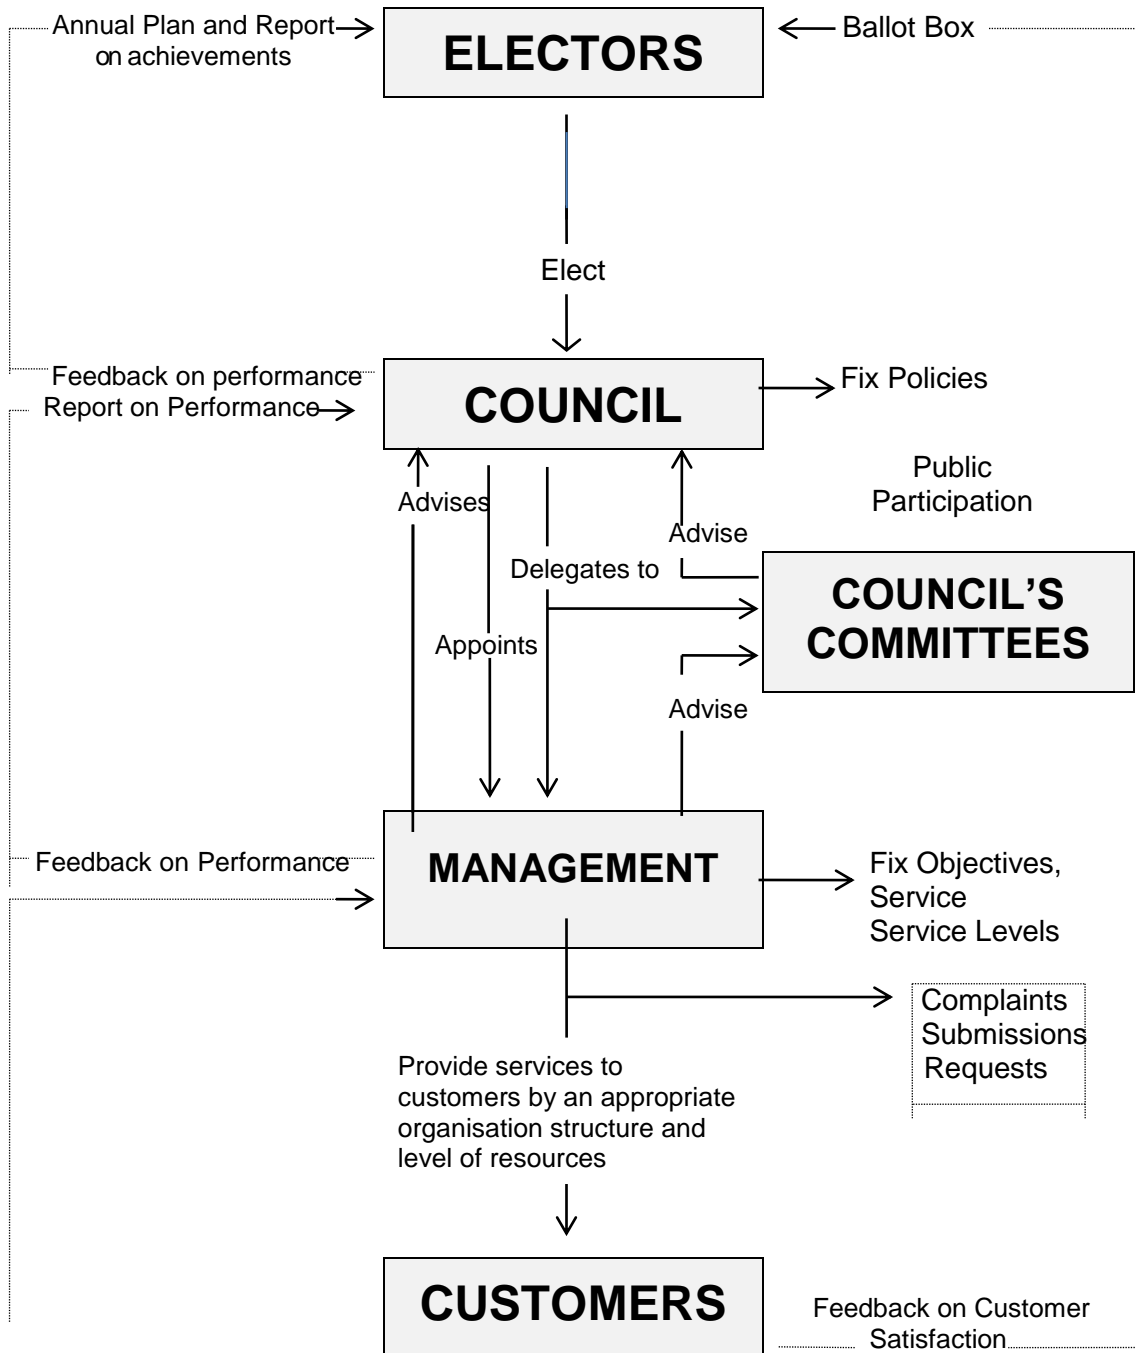 Annual Plan and Report
on achievements
ELECTORS
Ballot Box
Elect
Feedback on performance
Report on Performance
COUNCIL
Fix Policies
Public
Participation
Advises
Advise
Delegates to
COUNCIL’S
COMMITTEES
Appoints
Advise
Feedback on Performance
MANAGEMENT
Fix Objectives,
Service
Service Levels
Complaints
Submissions
Requests
Provide services to
customers by an appropriate
organisation structure and
level of resources
CUSTOMERS
Feedback on Customer
Satisfaction